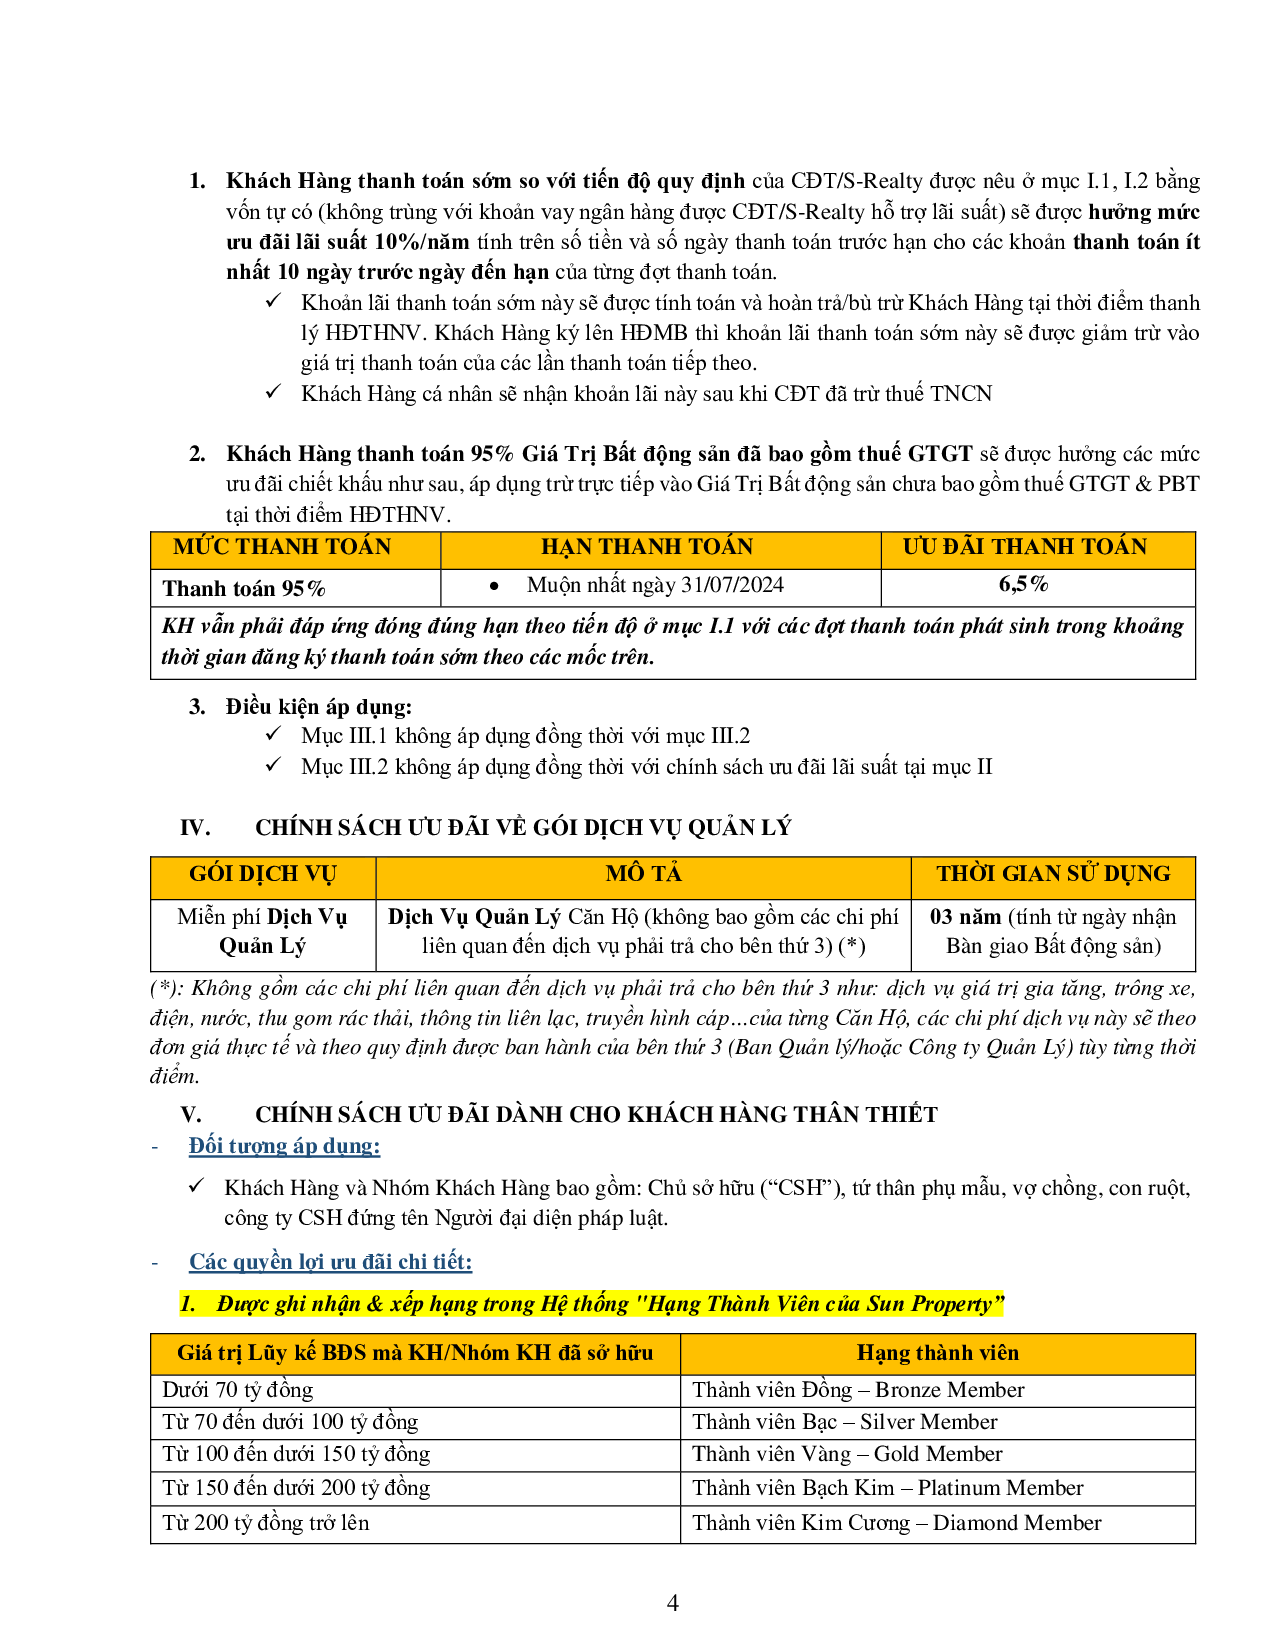 1. Khách Hàng thanh toán sớm so với tiến độ quy định của CĐT/S-Realty được nêu ở mục I.1, I.2 bằng
vốn tự có (không trùng với khoản vay ngân hàng được CĐT/S-Realty hỗ trợ lãi suất) sẽ được hưởng mức
ưu đãi lãi suất 10%/năm tính trên số tiền và số ngày thanh toán trước hạn cho các khoản thanh toán ít
nhất 10 ngày trước ngày đến hạn của từng đợt thanh toán.
✓ Khoản lãi thanh toán sớm này sẽ được tính toán và hoàn trả/bù trừ Khách Hàng tại thời điểm thanh
lý HĐTHNV. Khách Hàng ký lên HĐMB thì khoản lãi thanh toán sớm này sẽ được giảm trừ vào
giá trị thanh toán của các lần thanh toán tiếp theo.
✓ Khách Hàng cá nhân sẽ nhận khoản lãi này sau khi CĐT đã trừ thuế TNCN
2. Khách Hàng thanh toán 95% Giá Trị Bất động sản đã bao gồm thuế GTGT sẽ được hưởng các mức
ưu đãi chiết khấu như sau, áp dụng trừ trực tiếp vào Giá Trị Bất động sản chưa bao gồm thuế GTGT & PBT
tại thời điểm HĐTHNV.
MỨC THANH TOÁN HẠN THANH TOÁN ƯU ĐÃI THANH TOÁN
Thanh toán 95% • Muộn nhất ngày 31/07/2024 6,5%
KH vẫn phải đáp ứng đóng đúng hạn theo tiến độ ở mục I.1 với các đợt thanh toán phát sinh trong khoảng
thời gian đăng ký thanh toán sớm theo các mốc trên.
3. Điều kiện áp dụng:
✓ Mục III.1 không áp dụng đồng thời với mục III.2
✓ Mục III.2 không áp dụng đồng thời với chính sách ưu đãi lãi suất tại mục II
IV. CHÍNH SÁCH ƯU ĐÃI VỀ GÓI DỊCH VỤ QUẢN LÝ
GÓI DỊCH VỤ MÔ TẢ THỜI GIAN SỬ DỤNG
Miễn phí Dịch Vụ Dịch Vụ Quản Lý Căn Hộ (không bao gồm các chi phí 03 năm (tính từ ngày nhận
Quản Lý liên quan đến dịch vụ phải trả cho bên thứ 3) (*) Bàn giao Bất động sản)
(*): Không gồm các chi phí liên quan đến dịch vụ phải trả cho bên thứ 3 như: dịch vụ giá trị gia tăng, trông xe,
điện, nước, thu gom rác thải, thông tin liên lạc, truyền hình cáp…của từng Căn Hộ, các chi phí dịch vụ này sẽ theo
đơn giá thực tế và theo quy định được ban hành của bên thứ 3 (Ban Quản lý/hoặc Công ty Quản Lý) tùy từng thời
điểm.
V. CHÍNH SÁCH ƯU ĐÃI DÀNH CHO KHÁCH HÀNG THÂN THIẾT
- Đối tượng áp dụng:
✓ Khách Hàng và Nhóm Khách Hàng bao gồm: Chủ sở hữu (“CSH”), tứ thân phụ mẫu, vợ chồng, con ruột,
công ty CSH đứng tên Người đại diện pháp luật.
- Các quyền lợi ưu đãi chi tiết:
1. Được ghi nhận & xếp hạng trong Hệ thống "Hạng Thành Viên của Sun Property”
Giá trị Lũy kế BĐS mà KH/Nhóm KH đã sở hữu Hạng thành viên
Dưới 70 tỷ đồng Thành viên Đồng – Bronze Member
Từ 70 đến dưới 100 tỷ đồng Thành viên Bạc – Silver Member
Từ 100 đến dưới 150 tỷ đồng Thành viên Vàng – Gold Member
Từ 150 đến dưới 200 tỷ đồng Thành viên Bạch Kim – Platinum Member
Từ 200 tỷ đồng trở lên Thành viên Kim Cương – Diamond Member
4